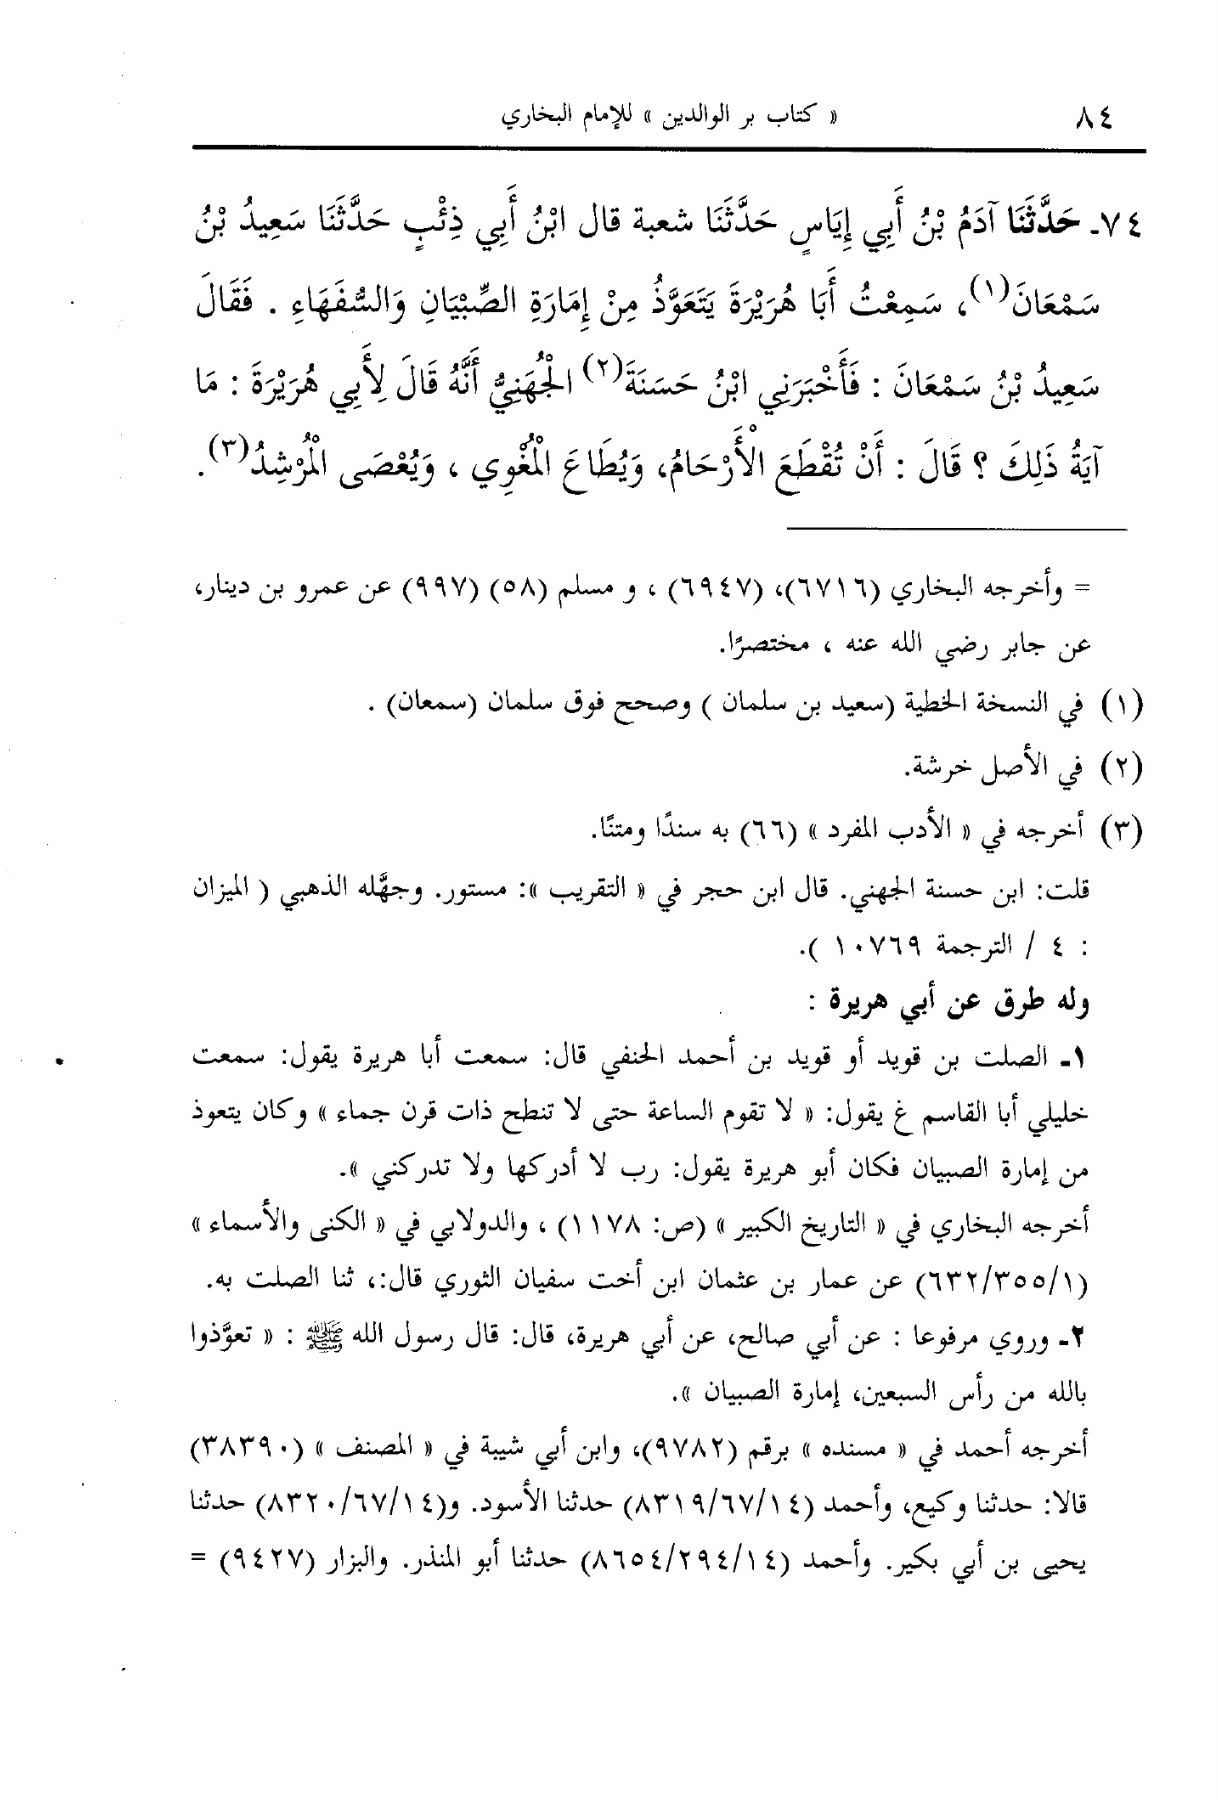 ٨٤
« كتاب بر الوالدين » للإمام البخاري
٧٤ـ حَدَّثَنَا آدَمُ بْنُ أَبِي إِيَاسٍ حَدَّثَنَا شعبة قال ابْنُ أَبِي ذِئْبٍ حَدَّثَنَا سَعِيدُ بْنُ
سَمْعَانَ(١)، سَمِعْتُ أَبَا هُرَيْرَةَ يَتَعَوَّذُ مِنْ إِمَارَةِ الصِّبْيَانِ وَالسُّفَهَاءِ . فَقَالَ
سَعِيدُ بْنُ سَمْعَانَ : فَأَخْبَرَنِي ابْنُ حَسَنَةَ(٢) الْجُهَنِيُّ أَنَّهُ قَالَ لِأَبِي هُرَيْرَةَ : مَا
آيَةُ ذَلِكَ ؟ قَالَ : أَنْ تُقْطَعَ الْأَرْحَامُ، وَيُطَاعَ الْمُغْوِي ، وَيُعْصَى الْمُرْشِدُ(٣).
= وأخرجه البخاري (٦٧١٦)، (٦٩٤٧) ، و مسلم (٥٨) (٩٩٧) عن عمرو بن دينار،
عن جابر رضي الله عنه ، مختصرًا.
(١) في النسخة الخطية (سعيد بن سلمان ) وصحح فوق سلمان (سمعان) .
(٢) في الأصل خرشة.
(٣) أخرجه في « الأدب المفرد » (٦٦) به سندًا ومتنًا.
قلت: ابن حسنة الجهني. قال ابن حجر في « التقريب »: مستور. وجهَّله الذهبي ( الميزان
: ٤ / الترجمة ١٠٧٦٩ ).
وله طرق عن أبي هريرة :
١ـ الصلت بن قويد أو قويد بن أحمد الحنفي قال: سمعت أبا هريرة يقول: سمعت
خليلي أبا القاسم غ يقول: « لا تقوم الساعة حتى لا تنطح ذات قرن جماء » وكان يتعوذ
من إمارة الصبيان فكان أبو هريرة يقول: رب لا أدركها ولا تدركني ».
أخرجه البخاري في « التاريخ الكبير » (ص: ١١٧٨) ، والدولابي في « الكنى والأسماء »
(٦٣٢/٣٥٥/١) عن عمار بن عثمان ابن أخت سفيان الثوري قال:، ثنا الصلت به.
٢ـ وروي مرفوعا : عن أبي صالح، عن أبي هريرة، قال: قال رسول الله ﷺ : « تعوَّذوا
بالله من رأس السبعين، إمارة الصبيان ».
أخرجه أحمد في « مسنده » برقم (٩٧٨٢)، وابن أبي شيبة في « المصنف » (٣٨٣٩٠)
قالا: حدثنا وكيع، وأحمد (٨٣١٩/٦٧/١٤) حدثنا الأسود. و(٨٣٢٠/٦٧/١٤) حدثنا
يحيى بن أبي بكير. وأحمد (٨٦٥٤/٢٩٤/١٤) حدثنا أبو المنذر. والبزار (٩٤٢٧) =